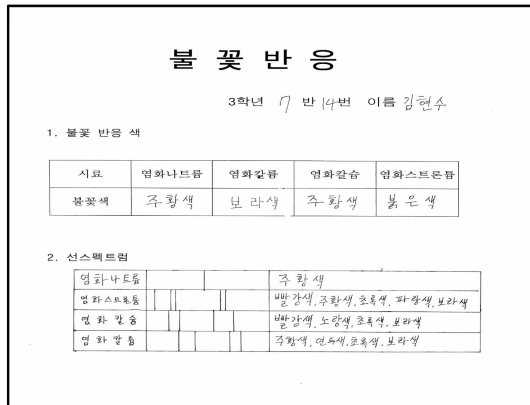 불꽃반응
3학년 7 반 14번 이름 김현수
1. 불꽃 반응 색
시료 염화나트륨 염화칼륨 염화칼슘 염화스트론튬
불꽃색 주황색 보라색 주황색 붉은색
2. 선스펙트럼
염화나트륨 주황색
염화스트론튬 빨강색, 주황색, 초록색, 파랑색, 보라색
염화 칼슘 빨강색, 노랑색, 초록색, 보라색
염화 칼륨 주황색, 연두색, 초록색, 보라색